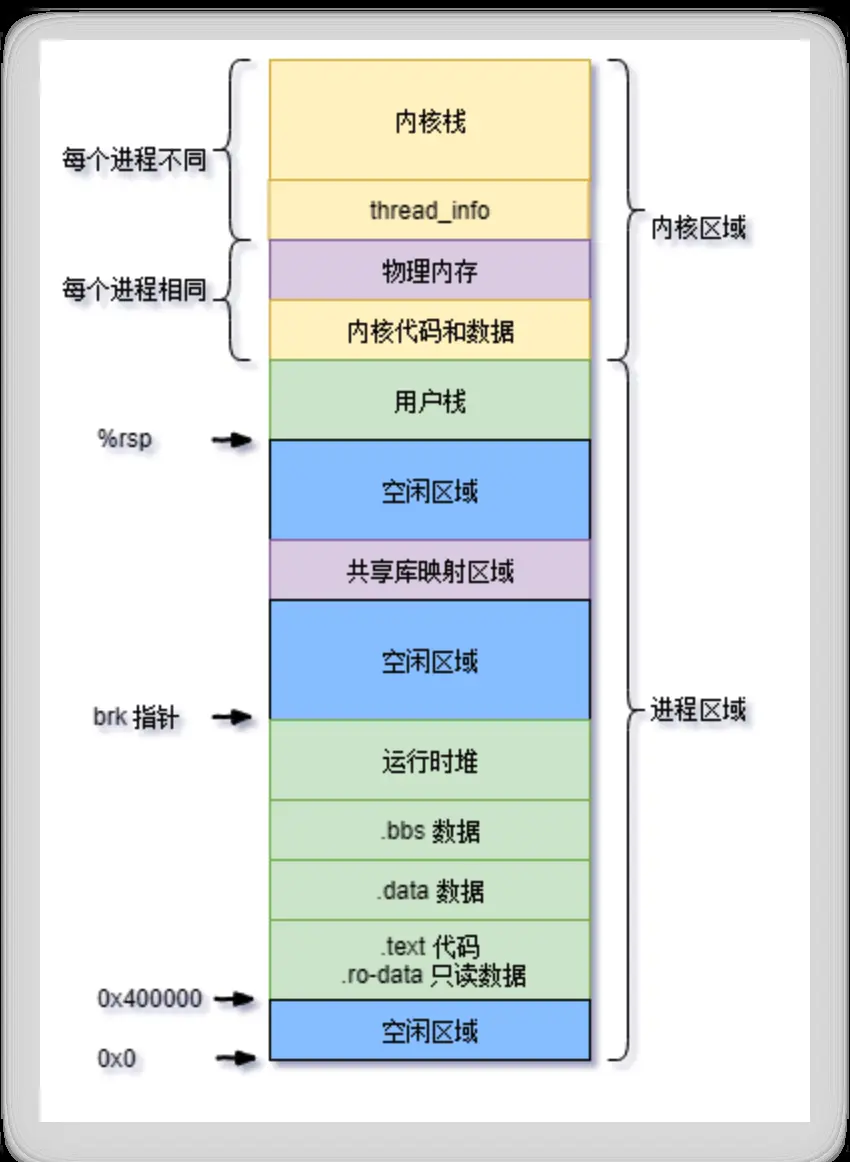 内核栈
每个进程不同
thread_info
内核区域
物理内存
每个进程相同
内核代码和数据
用户栈
%rsp
空闲区域
共享库映射区域
空闲区域
brk 指针
进程区域
运行时堆
.bbs 数据
.data 数据
.text 代码
.ro-data 只读数据
0x400000
空闲区域
0x0